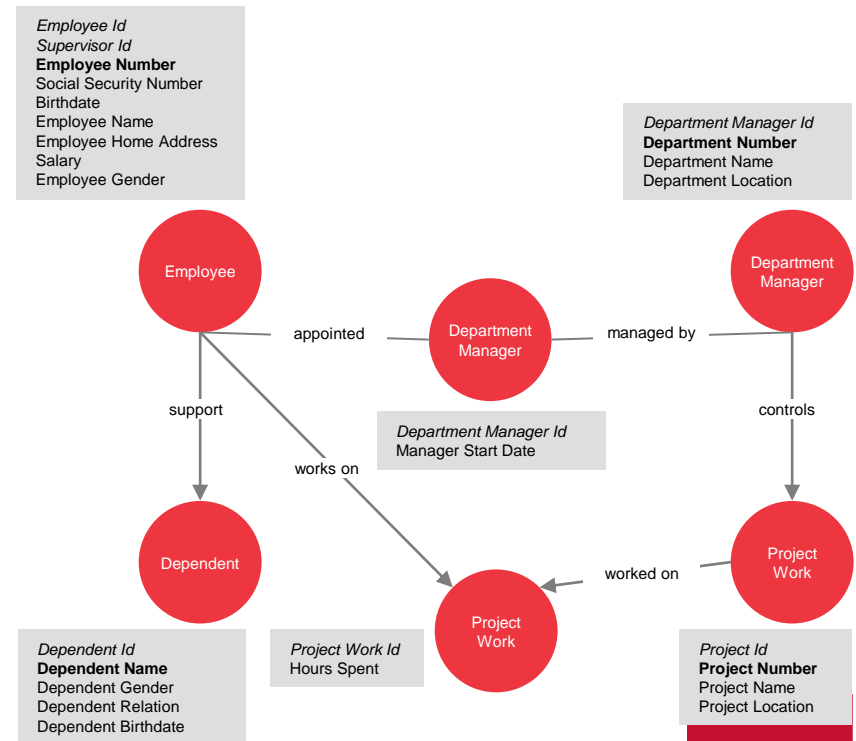 Employee Id
Supervisor Id
Employee Number
Social Security Number
Birthdate
Employee Name
Employee Home Address
Salary
Employee Gender
Department Manager Id
Department Number
Department Name
Department Location
Employee
Department
Manager
appointed
Department
Manager
managed by
support
controls
Department Manager Id
Manager Start Date
works on
Dependent
Project
Work
worked on
Project
Work
Dependent Id
Dependent Name
Dependent Gender
Dependent Relation
Dependent Birthdate
Project Work Id
Hours Spent
Project Id
Project Number
Project Name
Project Location